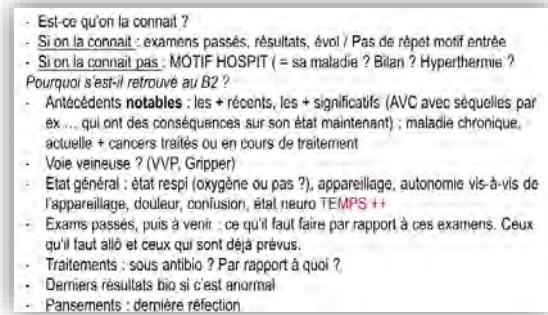 - Est-ce qu'on la connait ?
- Si on la connait : examens passés, résultats, évol / Pas de répet motif entrée
- Si on la connait pas : MOTIF HOSPIT ( = sa maladie ? Bilan ? Hyperthermie ?
Pourquoi s'est-il retrouvé au B2 ?
- Antécédents notables : les + récents, les + significatifs (AVC avec séquelles par
ex ... qui ont des conséquences sur son état maintenant) ; maladie chronique,
actuelle + cancers traités ou en cours de traitement
- Voie veineuse ? (VVP, Gripper)
- Etat général : état respi (oxygène ou pas ?), appareillage, autonomie vis-à-vis de
l'appareillage, douleur, confusion, état neuro TEMPS ++
- Exams passés, puis à venir : ce qu'il faut faire par rapport à ces examens. Ceux
qu'il faut allô et ceux qui sont déjà prévus.
- Traitements : sous antibio ? Par rapport à quoi ?
- Derniers résultats bio si c'est anormal
- Pansements : dernière réfection